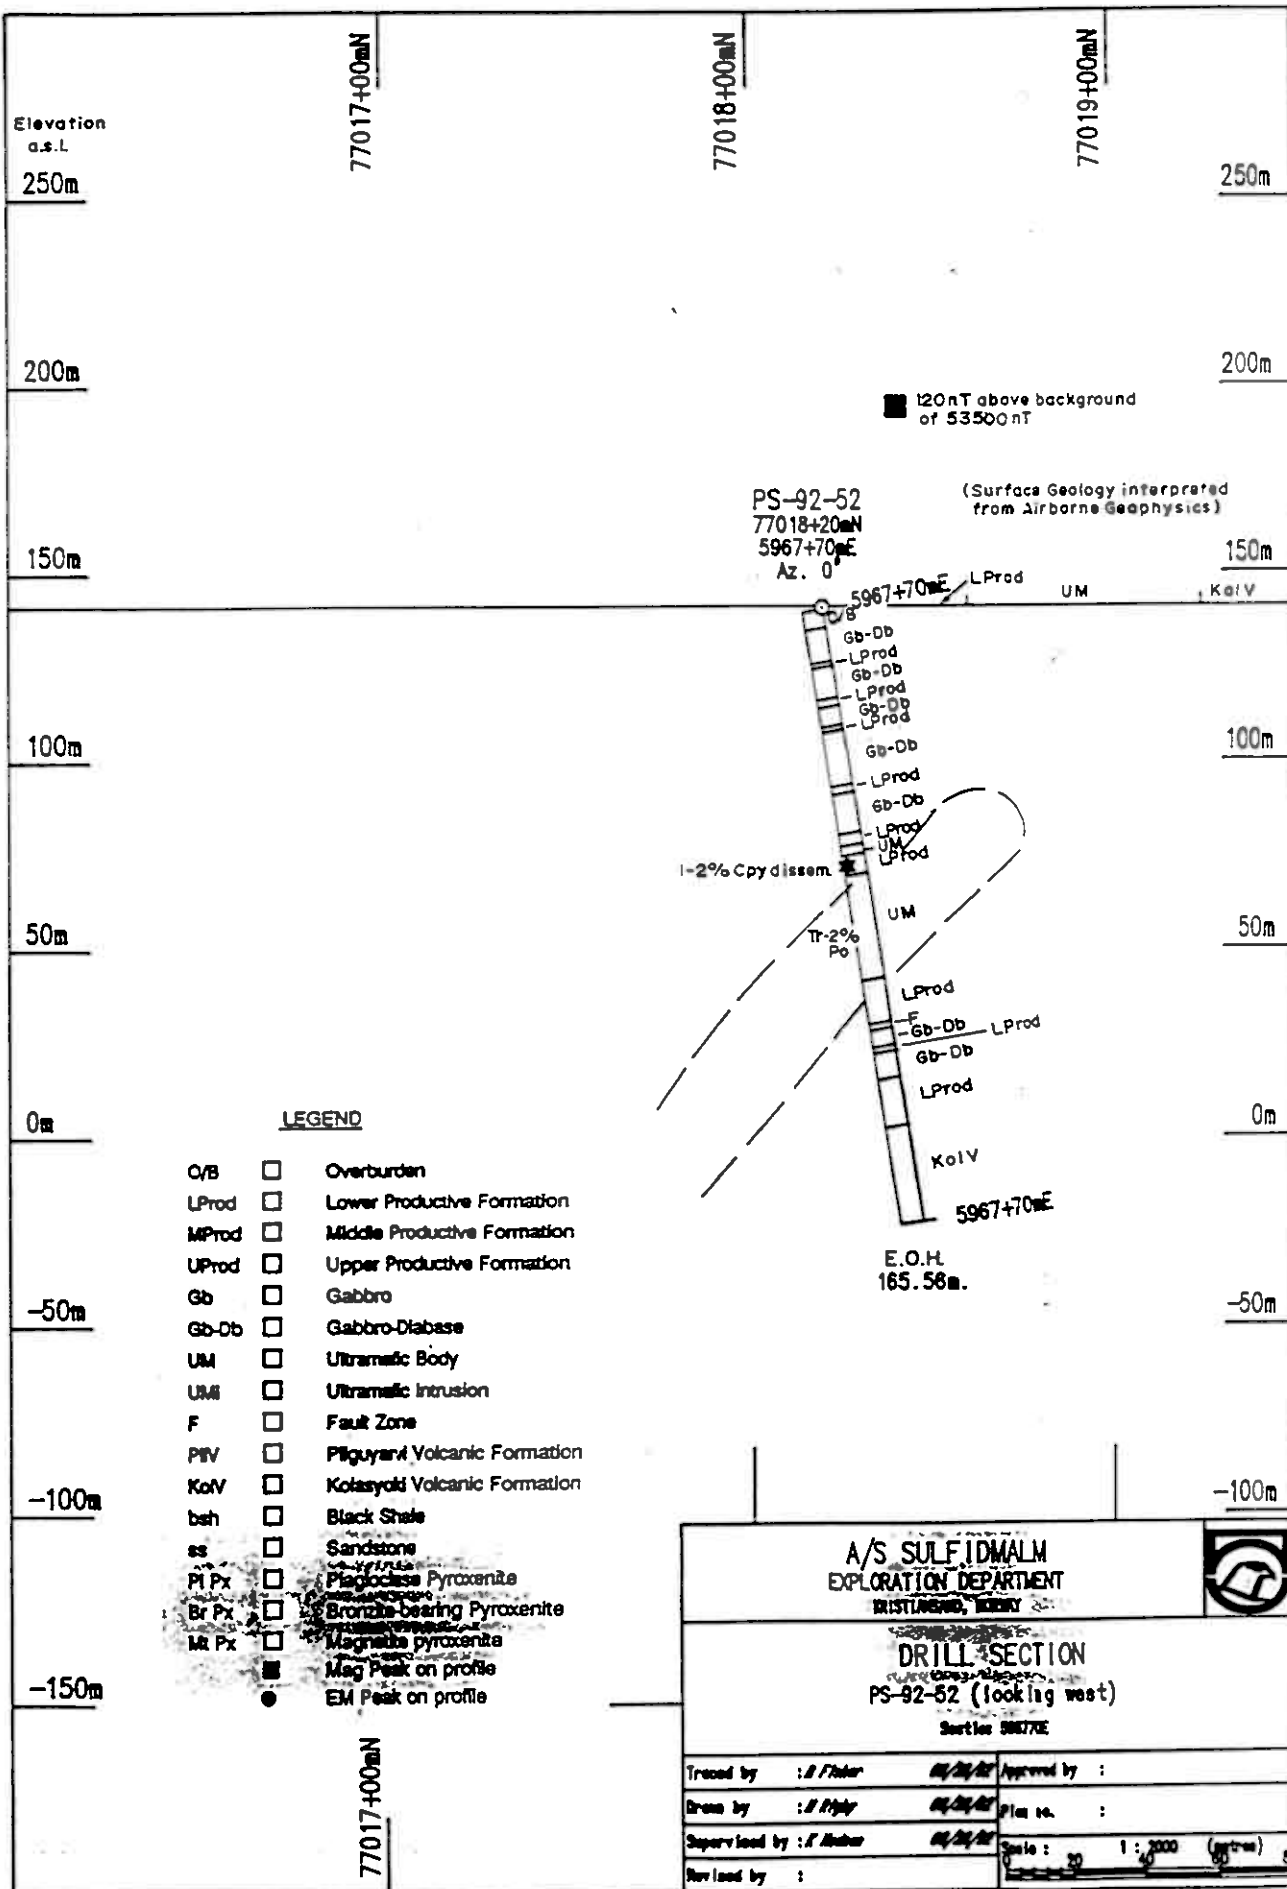 77017+00mN
77018+00mN
77019+00mN
Elevation
a.s.l.
250m
250m
200m
200m
120nT above background
of 53500nT
PS-92-52
77018+20mN
5967+70mE
Az. 0°
(Surface Geology interpreted
from Airborne Geophysics)
150m
150m
5967+70mE
LProd
UM
KolV
O/B
Gb-Db
LProd
Gb-Db
LProd
Gb-Db
LProd
Gb-Db
100m
100m
LProd
Gb-Db
LProd
UM
LProd
1-2% Cpy dissem.
UM
Tr-2%
Po
50m
50m
LProd
F
Gb-Db
LProd
Gb-Db
LProd
0m
0m
KolV
5967+70mE
E.O.H.
165.56m.
LEGEND
O/B Overburden
LProd Lower Productive Formation
MProd Middle Productive Formation
UProd Upper Productive Formation
Gb Gabbro
Gb-Db Gabbro-Diabase
UM Ultramafic Body
UMi Ultramafic Intrusion
F Fault Zone
PilV Pilguyarvi Volcanic Formation
KolV Kolasyoki Volcanic Formation
bsh Black Shale
ss Sandstone
Pl Px Plagioclase Pyroxenite
Br Px Bronzite-bearing Pyroxenite
Mt Px Magnetite pyroxenite
Mag Peak on profile
EM Peak on profile
-50m
-50m
-100m
-100m
-150m
77017+00mN
A/S SULFIDMALM
EXPLORATION DEPARTMENT
KRISTIANSAND, NORWAY
DRILL SECTION
PS-92-52 (looking west)
Section 596770E
Traced by :
Approved by :
Drawn by :
Plan no. :
Supervised by :
Scale : 1 : 2000 (metres)
0 20 40 60
Revised by :